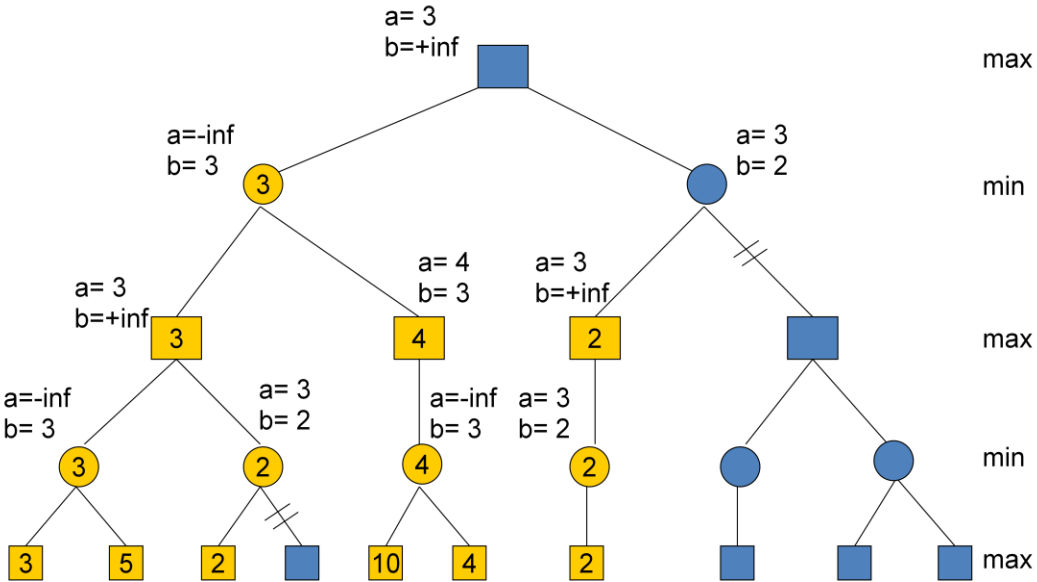 a= 3
b=+inf
max
a=-inf
b= 3
a= 3
b= 2
3
min
a= 3
b=+inf
a= 4
b= 3
a= 3
b=+inf
3
4
2
max
a=-inf
b= 3
a= 3
b= 2
a=-inf
b= 3
a= 3
b= 2
3
2
4
2
min
3
5
2
10
4
2
max